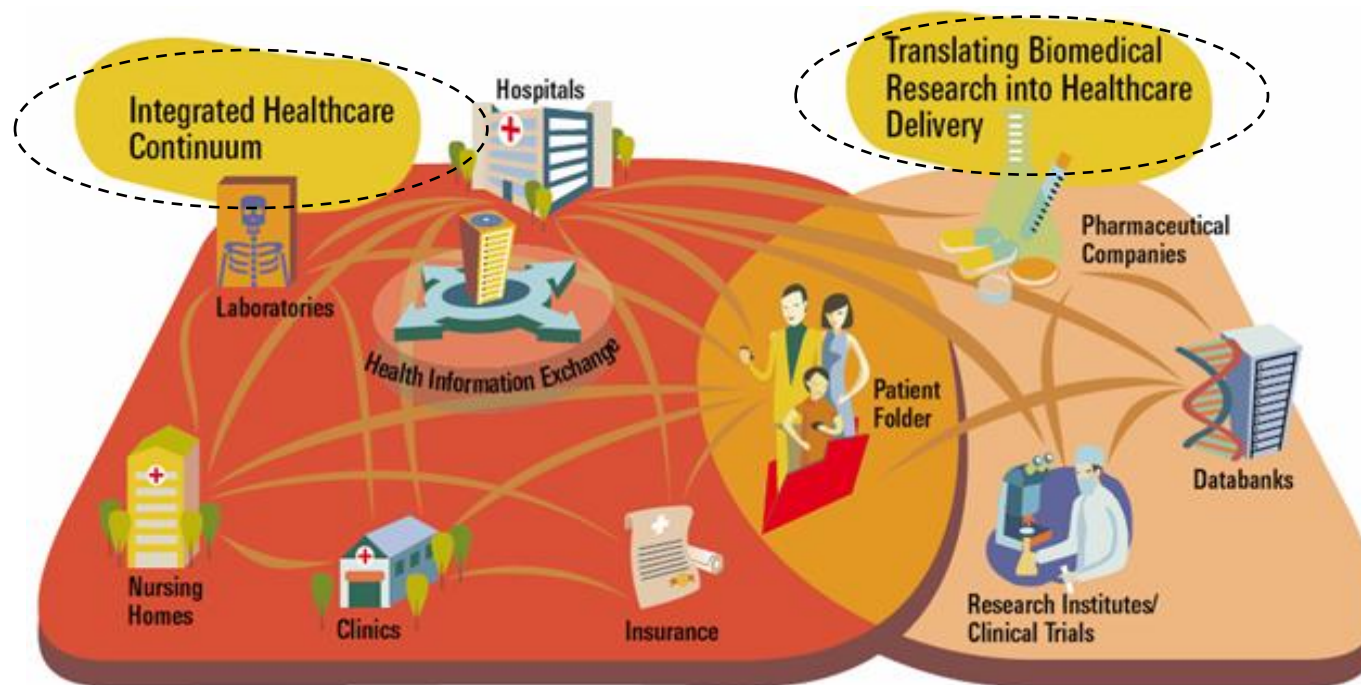 Integrated Healthcare
Continuum
Hospitals
Translating Biomedical
Research into Healthcare
Delivery
Laboratories
Health Information Exchange
Pharmaceutical
Companies
Patient
Folder
Databanks
Nursing
Homes
Clinics
Insurance
Research Institutes/
Clinical Trials